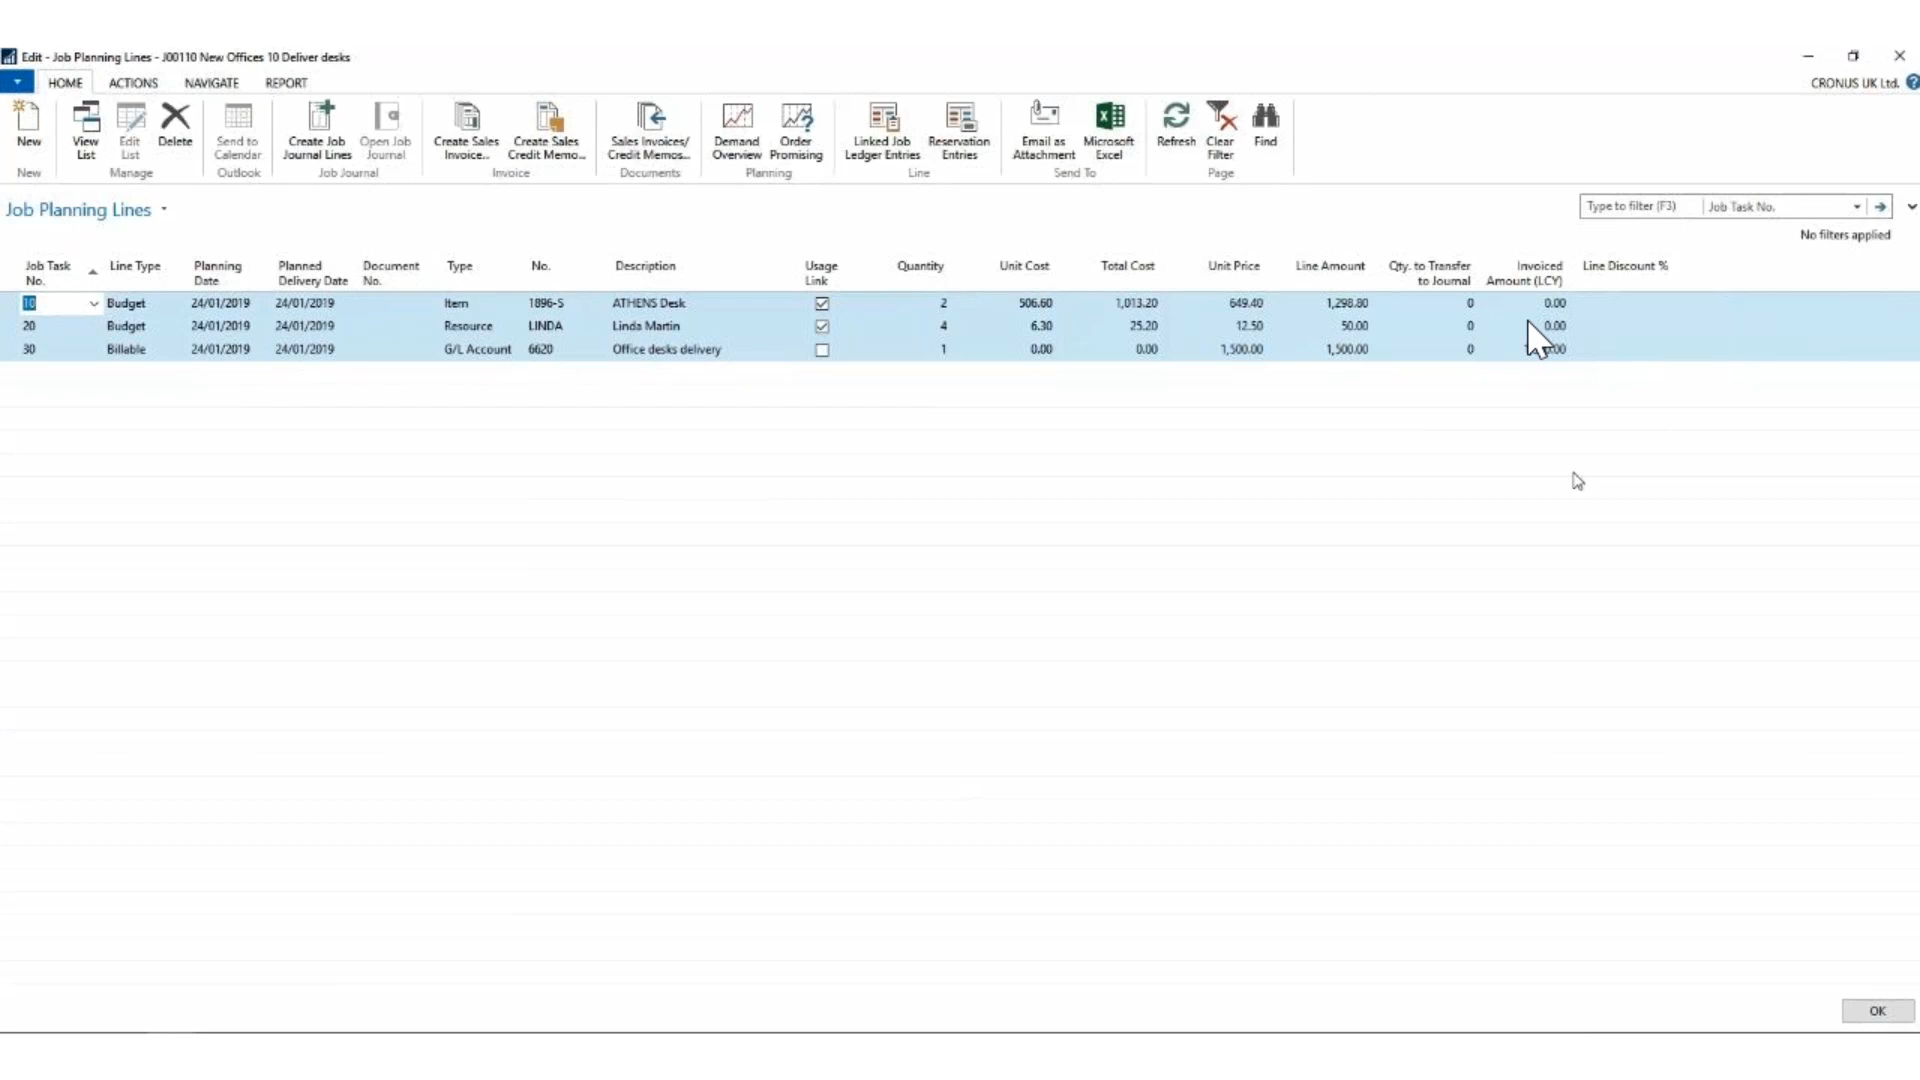 Edit - Job Planning Lines - J00110 New Offices 10 Deliver desks
HOME ACTIONS NAVIGATE REPORT CRONUS UK Ltd.
New View List Edit List Delete Send to Calendar Create Job Journal Lines Open Job Journal Create Sales Invoice... Create Sales Credit Memo... Sales Invoices/ Credit Memos... Demand Overview Order Promising Linked Job Ledger Entries Reservation Entries Email as Attachment Microsoft Excel Refresh Clear Filter Find
New Manage Outlook Job Journal Invoice Documents Planning Line Send To Page
Job Planning Lines Type to filter (F3) Job Task No.
No filters applied
Job Task No. Line Type Planning Date Planned Delivery Date Document No. Type No. Description Usage Link Quantity Unit Cost Total Cost Unit Price Line Amount Qty. to Transfer to Journal Invoiced Amount (LCY) Line Discount %
10 Budget 24/01/2019 24/01/2019 Item 1896-S ATHENS Desk 2 506.60 1,013.20 649.40 1,298.80 0 0.00
20 Budget 24/01/2019 24/01/2019 Resource LINDA Linda Martin 4 6.30 25.20 12.50 50.00 0 0.00
30 Billable 24/01/2019 24/01/2019 G/L Account 6620 Office desks delivery 1 0.00 0.00 1,500.00 1,500.00 0
OK